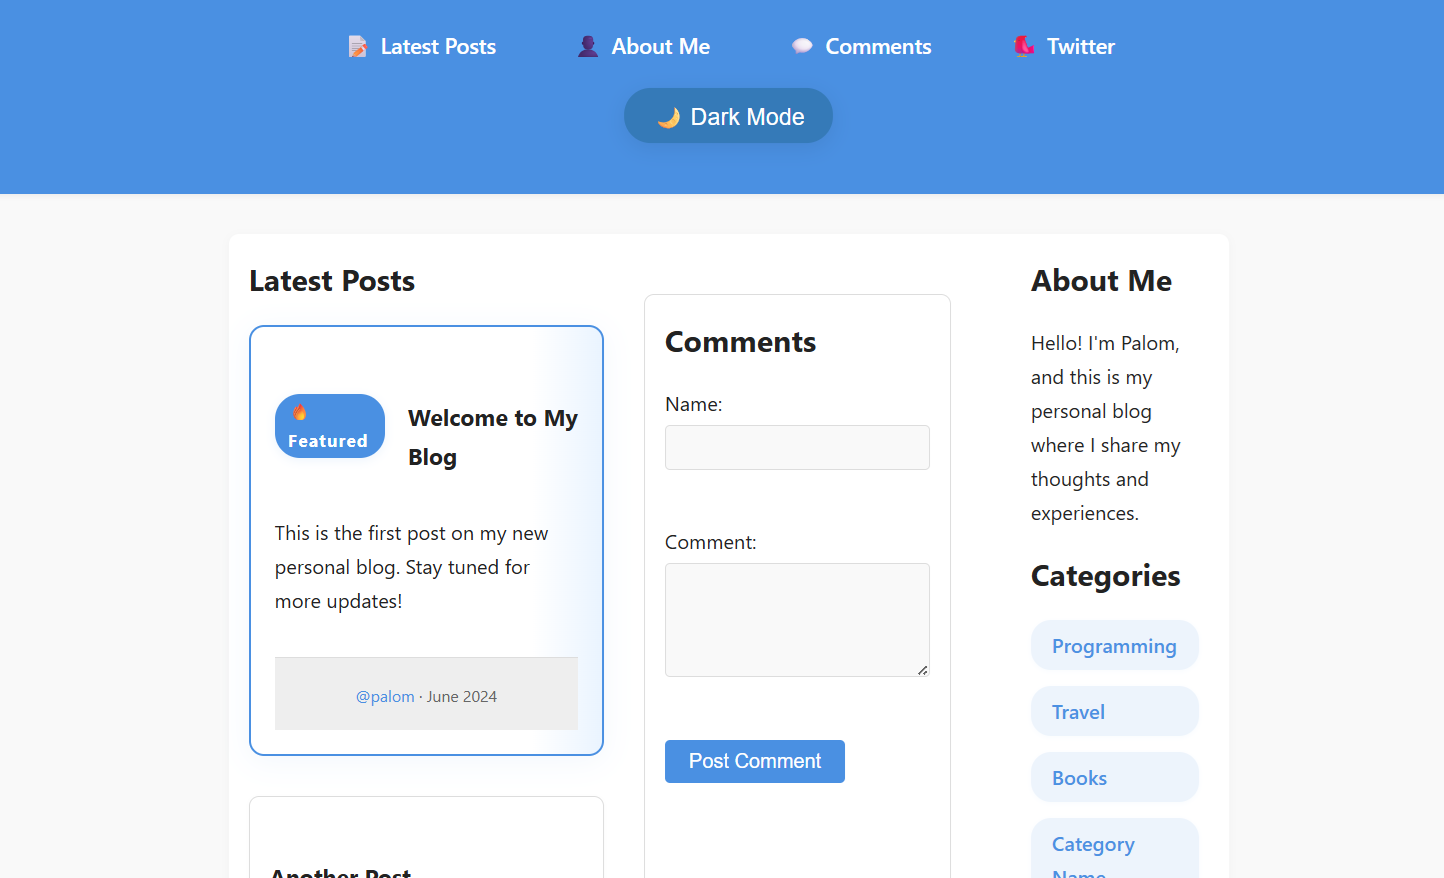 Latest Posts
About Me
Comments
Twitter
Dark Mode
Latest Posts
Featured
Welcome to My
Blog
This is the first post on my new
personal blog. Stay tuned for
more updates!
@palom · June 2024
Another Post
Comments
Name:
Comment:
Post Comment
About Me
Hello! I'm Palom,
and this is my
personal blog
where I share my
thoughts and
experiences.
Categories
Programming
Travel
Books
Category
Name